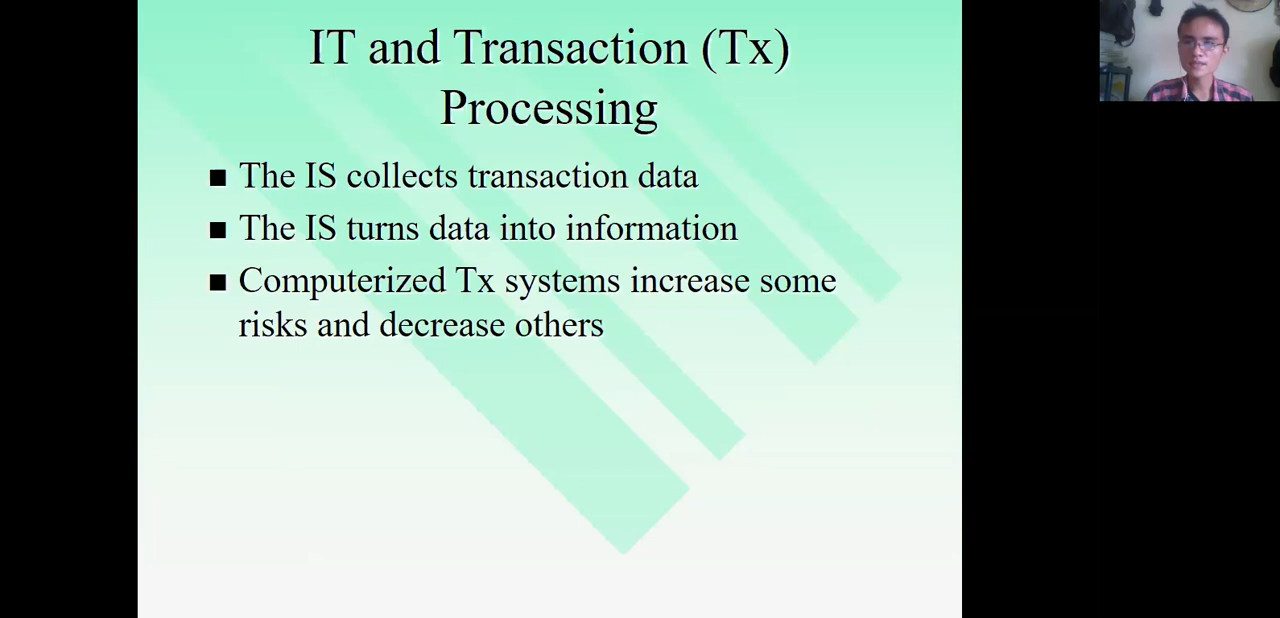 IT and Transaction (Tx)
Processing
■ The IS collects transaction data
■ The IS turns data into information
■ Computerized Tx systems increase some
risks and decrease others